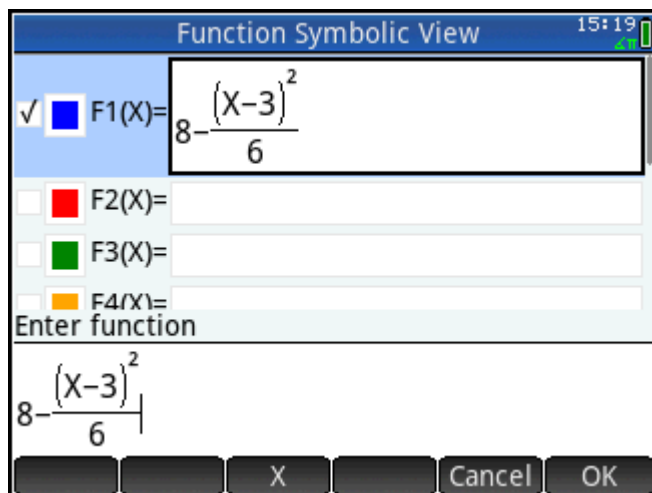 Function Symbolic View 15:19
∡π
√ F1(X)= 8-(X-3)²/6
F2(X)=
F3(X)=
F4(X)=
Enter function
8-(X-3)²/6
X Cancel OK